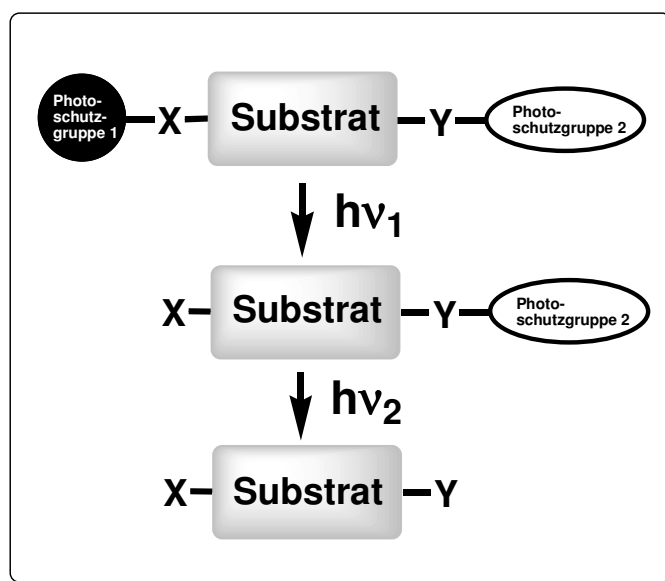 Photo-
schutz-
gruppe 1
X
Substrat
Y
Photo-
schutzgruppe 2
hν1
X
Substrat
Y
Photo-
schutzgruppe 2
hν2
X
Substrat
Y